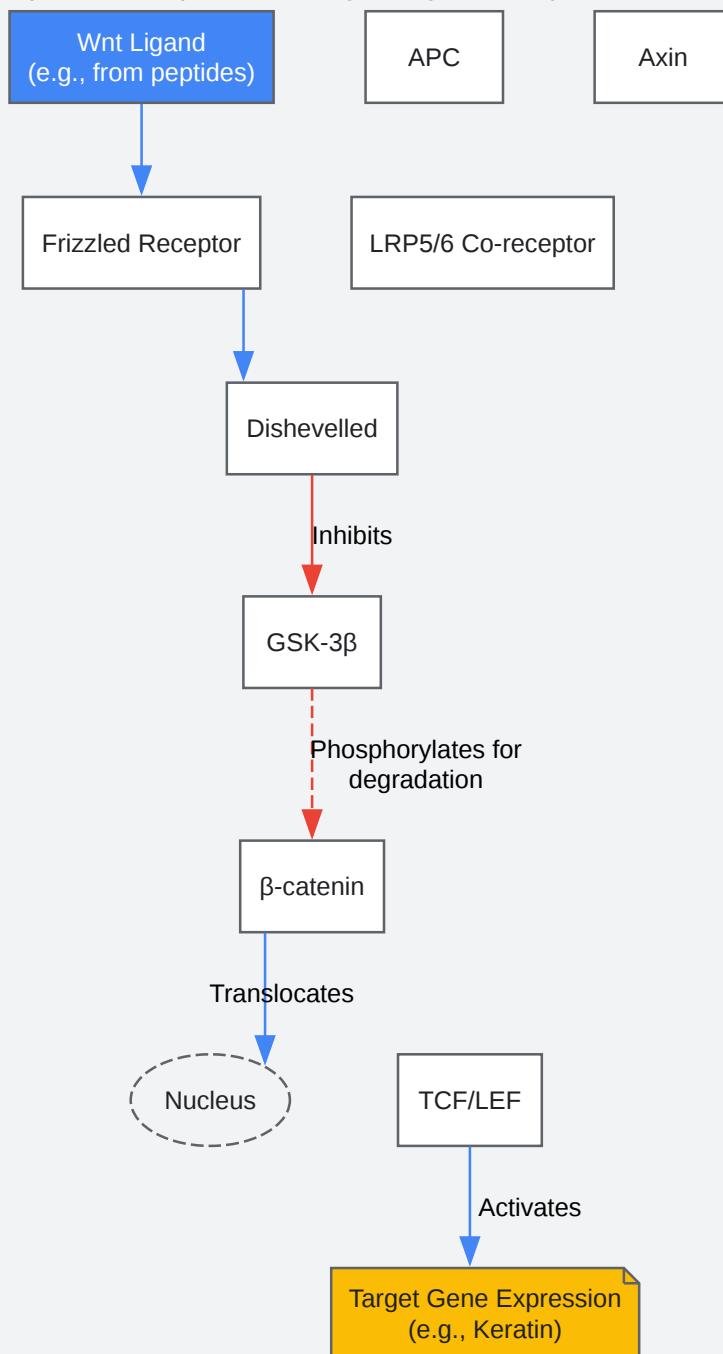 Wnt Ligand
(e.g., from peptides)
APC
Axin
Frizzled Receptor
LRP5/6 Co-receptor
Dishevelled
Inhibits
GSK-3β
Phosphorylates for
degradation
β-catenin
Translocates
Nucleus
TCF/LEF
Activates
Target Gene Expression
(e.g., Keratin)